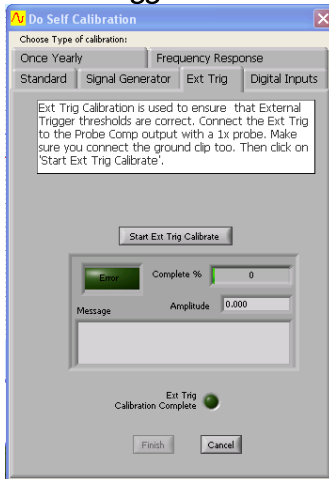 Do Self Calibration
Choose Type of calibration:
Once Yearly Frequency Response
Standard Signal Generator Ext Trig Digital Inputs
Ext Trig Calibration is used to ensure that External
Trigger thresholds are correct. Connect the Ext Trig
to the Probe Comp output with a 1x probe. Make
sure you connect the ground clip too. Then click on
'Start Ext Trig Calibrate'.
Start Ext Trig Calibrate
Error Complete % 0
Amplitude 0.000
Message
Ext Trig
Calibration Complete
Finish Cancel